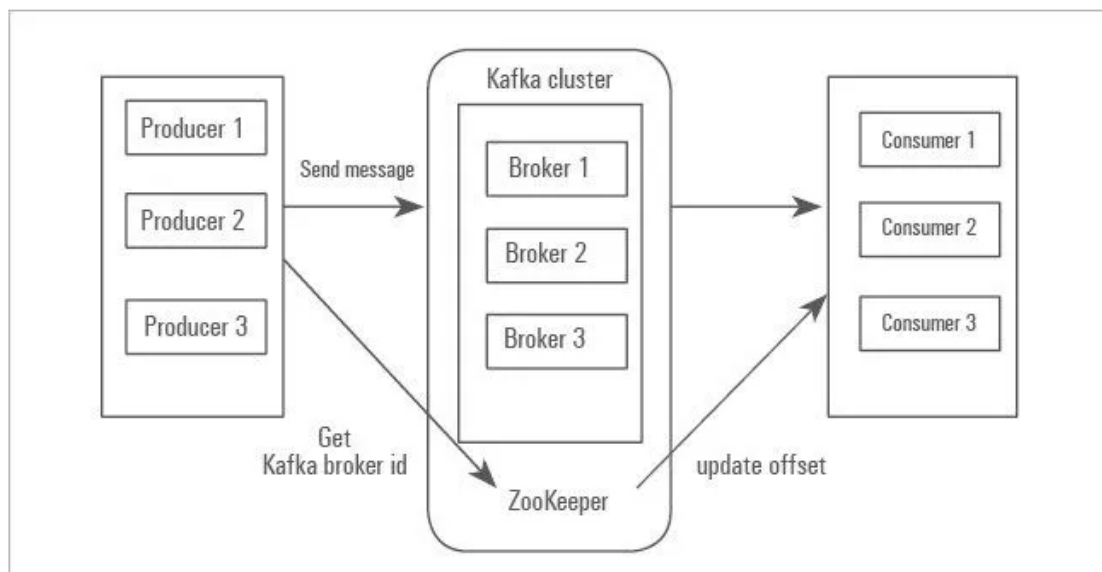 Kafka cluster
Producer 1
Producer 2
Producer 3
Send message
Get
Kafka broker id
Broker 1
Broker 2
Broker 3
ZooKeeper
update offset
Consumer 1
Consumer 2
Consumer 3